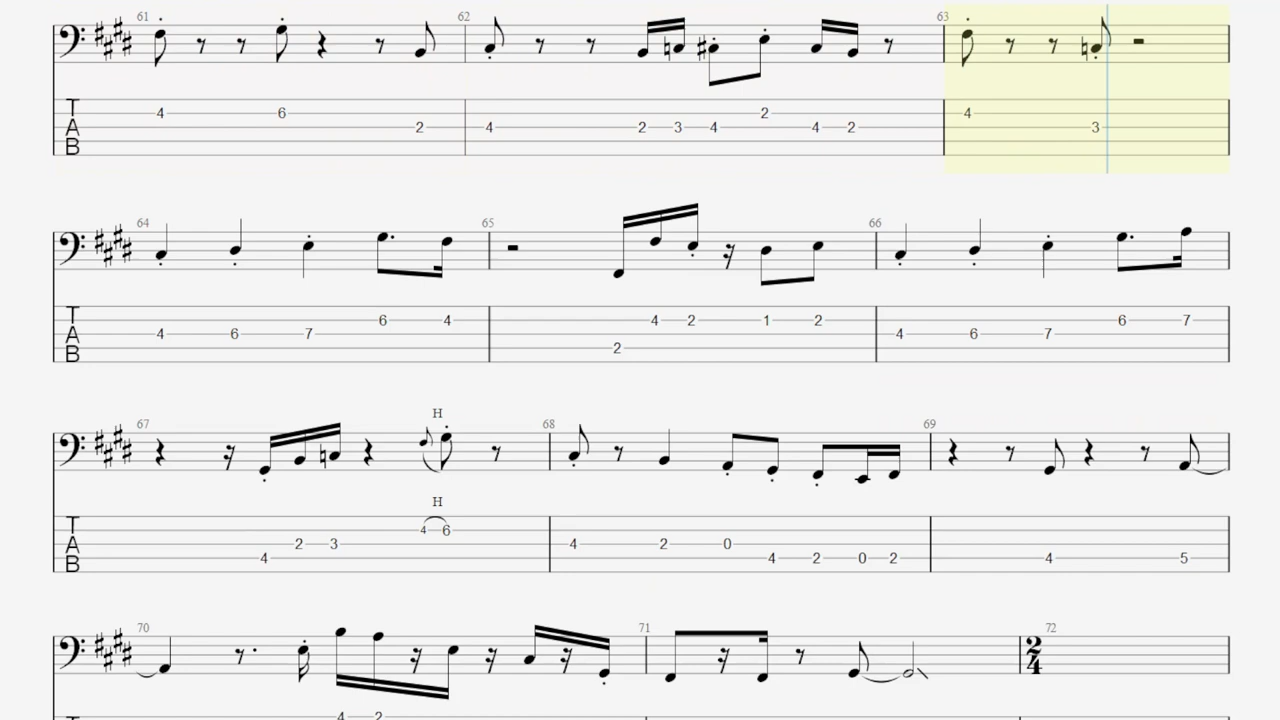 61 62 63
T 4 6 2 4 2 3 4 2 4 2 4 3
A
B
64 65 66
T 4 6 7 6 4 2 4 2 1 2 4 6 7 6 7
A
B
67 H 68 69
H
T 4 2 3 4 6 4 2 0 4 2 0 2 4 5
A
B
70 71 72
2
4
4 2